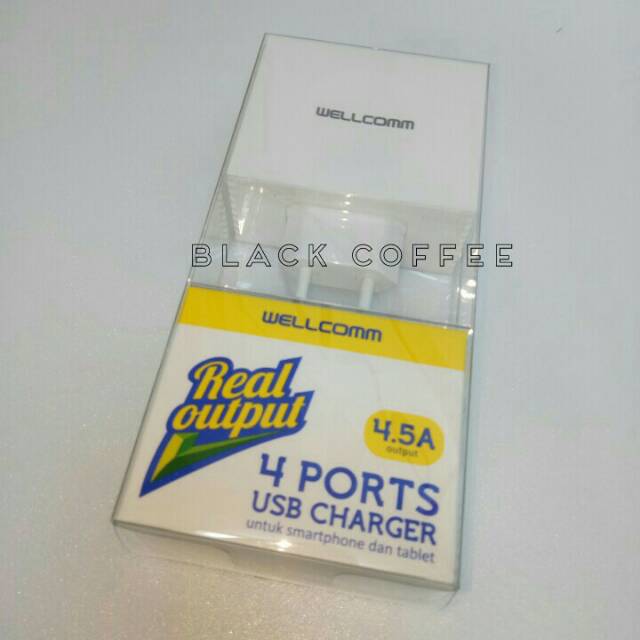 WELLCOMM
BLACK COFFEE
WELLCOMM
Real
output
4.5A
output
4 PORTS
USB CHARGER
untuk smartphone dan tablet